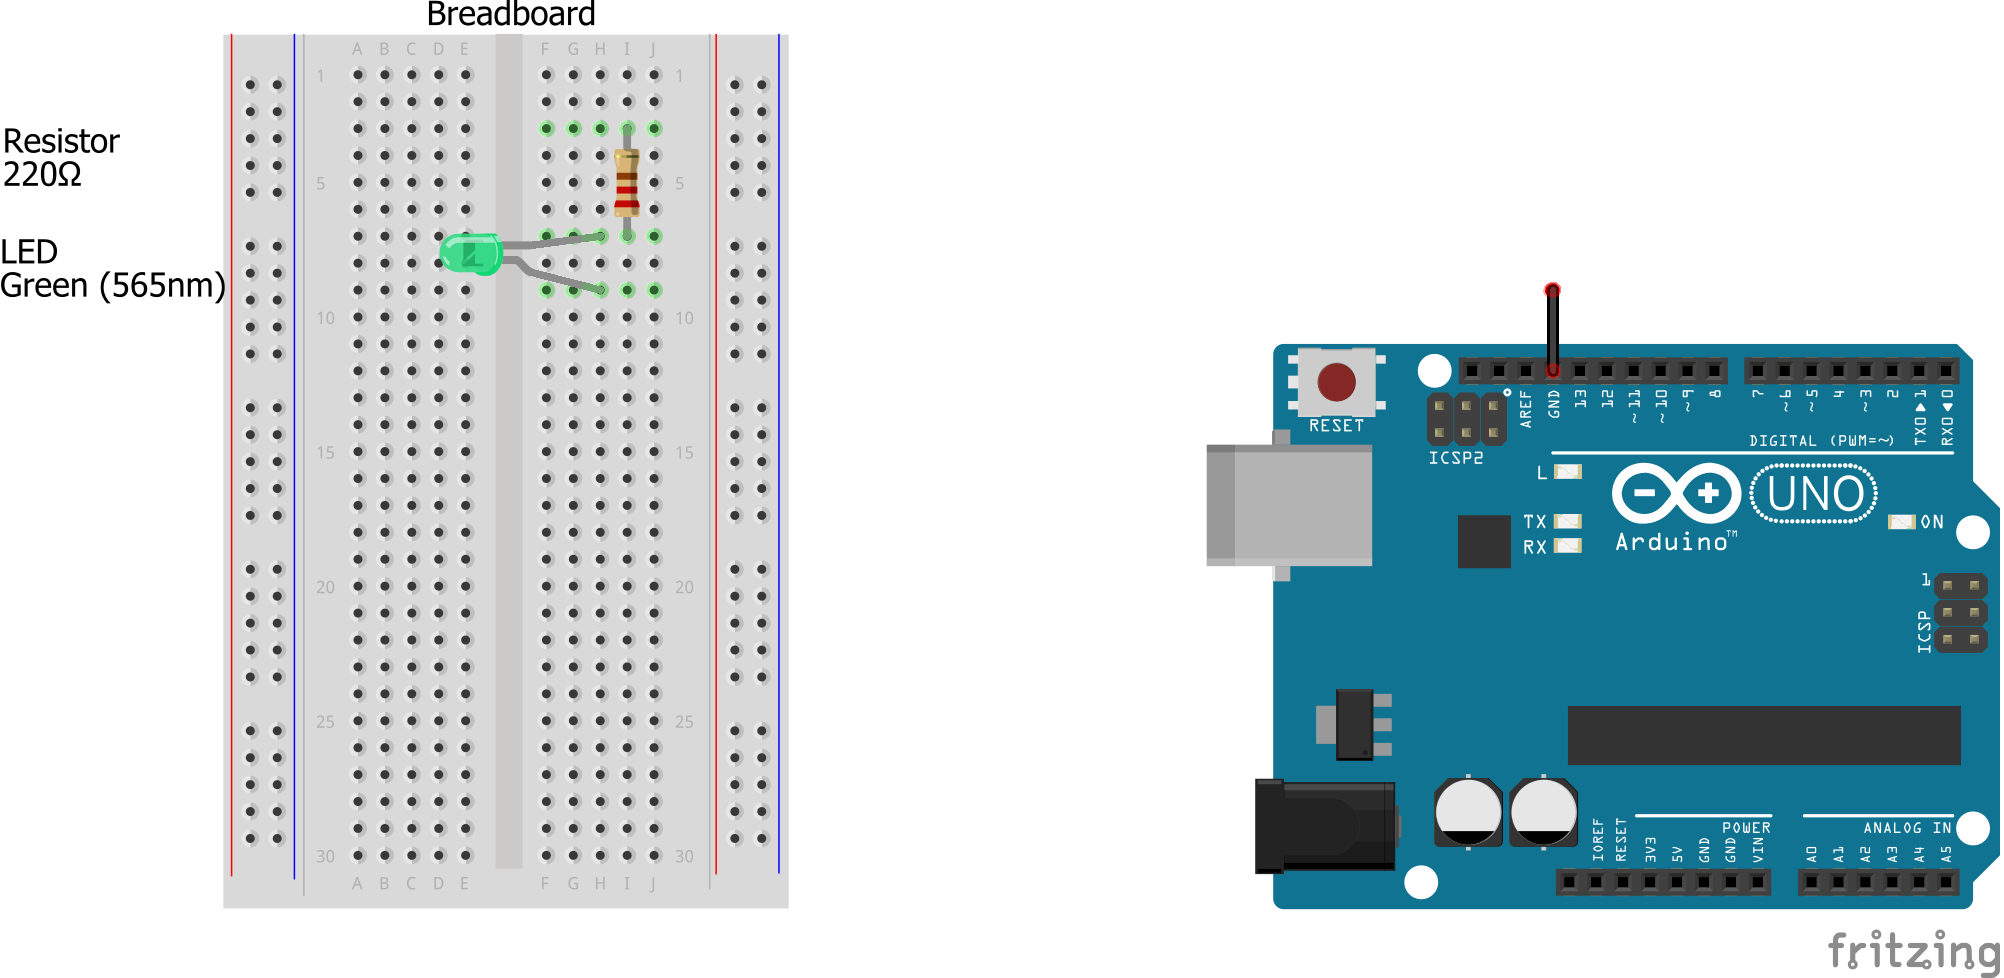 Breadboard
A B C D E F G H I J
1 1
Resistor
220Ω
5 5
LED
Green (565nm)
10 10
15 15
20 20
25 25
30 30
A B C D E F G H I J
RESET
ICSP2
AREF
GND
13
12
~11
~10
~9
8
7
~6
~5
4
~3
2
TX0▶1
RX0◀0
DIGITAL (PWM=~)
L
TX
RX
UNO
Arduino™
ON
1
ICSP
POWER
ANALOG IN
IOREF
RESET
3V3
5V
GND
GND
VIN
A0
A1
A2
A3
A4
A5
fritzing